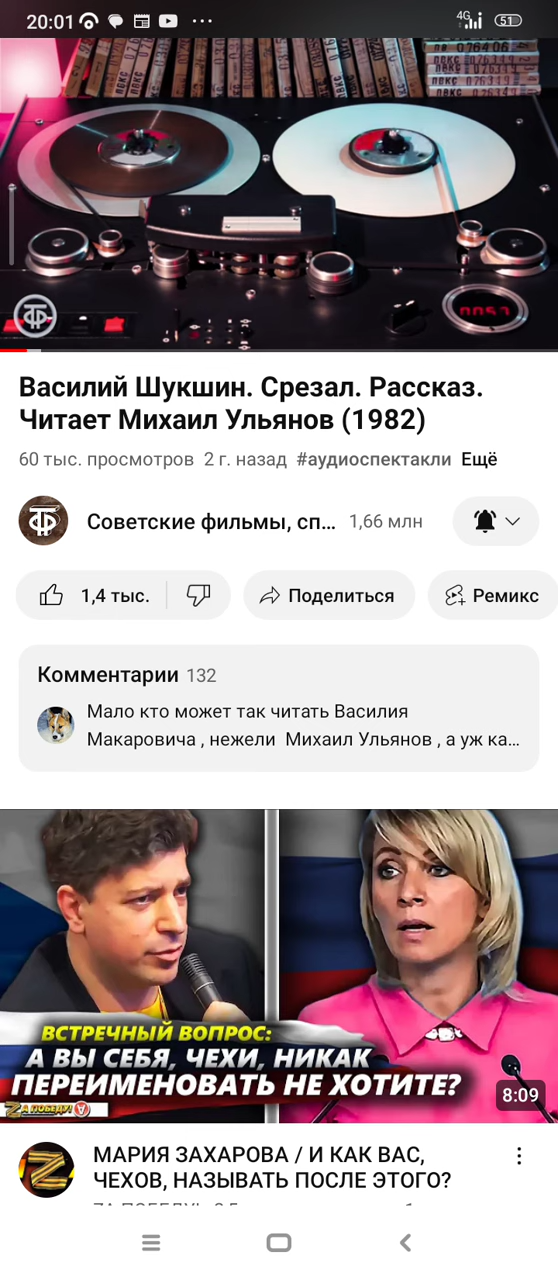 20:01
4G
51
Василий Шукшин. Срезал. Рассказ.
Читает Михаил Ульянов (1982)
60 тыс. просмотров 2 г. назад #аудиоспектакли Ещё
Советские фильмы, сп... 1,66 млн
1,4 тыс.
Поделиться
Ремикс
Комментарии 132
Мало кто может так читать Василия
Макаровича , нежели Михаил Ульянов , а уж ка...
ВСТРЕЧНЫЙ ВОПРОС:
А ВЫ СЕБЯ, ЧЕХИ, НИКАК
ПЕРЕИМЕНОВАТЬ НЕ ХОТИТЕ?
ZА ПОБЕДУ!
8:09
МАРИЯ ЗАХАРОВА / И КАК ВАС,
ЧЕХОВ, НАЗЫВАТЬ ПОСЛЕ ЭТОГО?